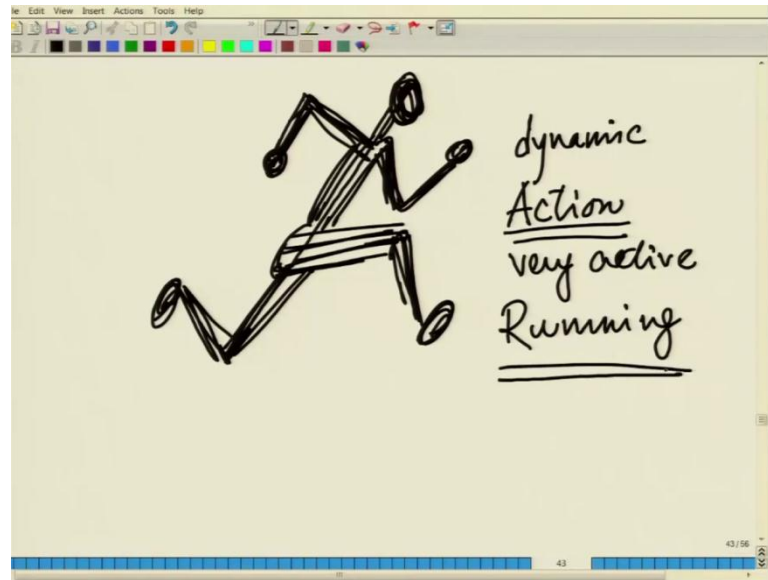 le Edit View Insert Actions Tools Help
dynamic
Action
very active
Running
43/56
43